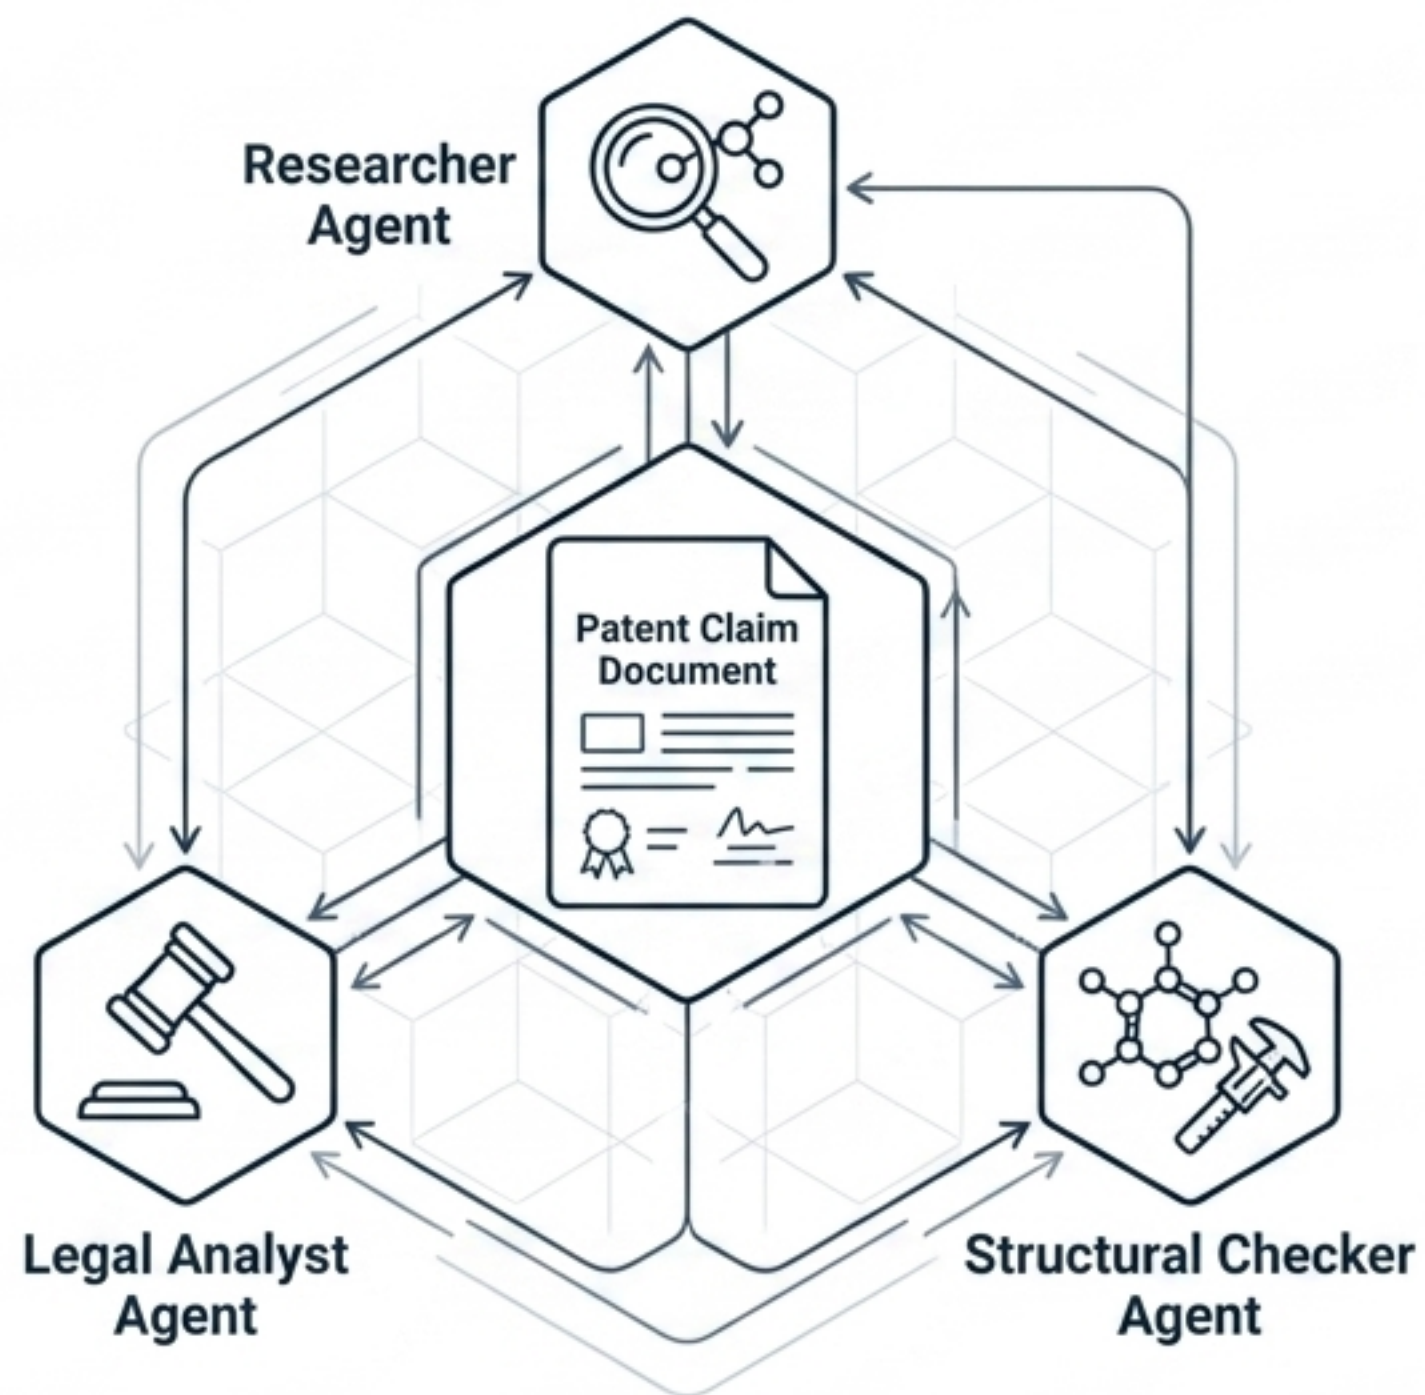 Researcher
Agent
Patent Claim
Document
Legal Analyst
Agent
Structural Checker
Agent